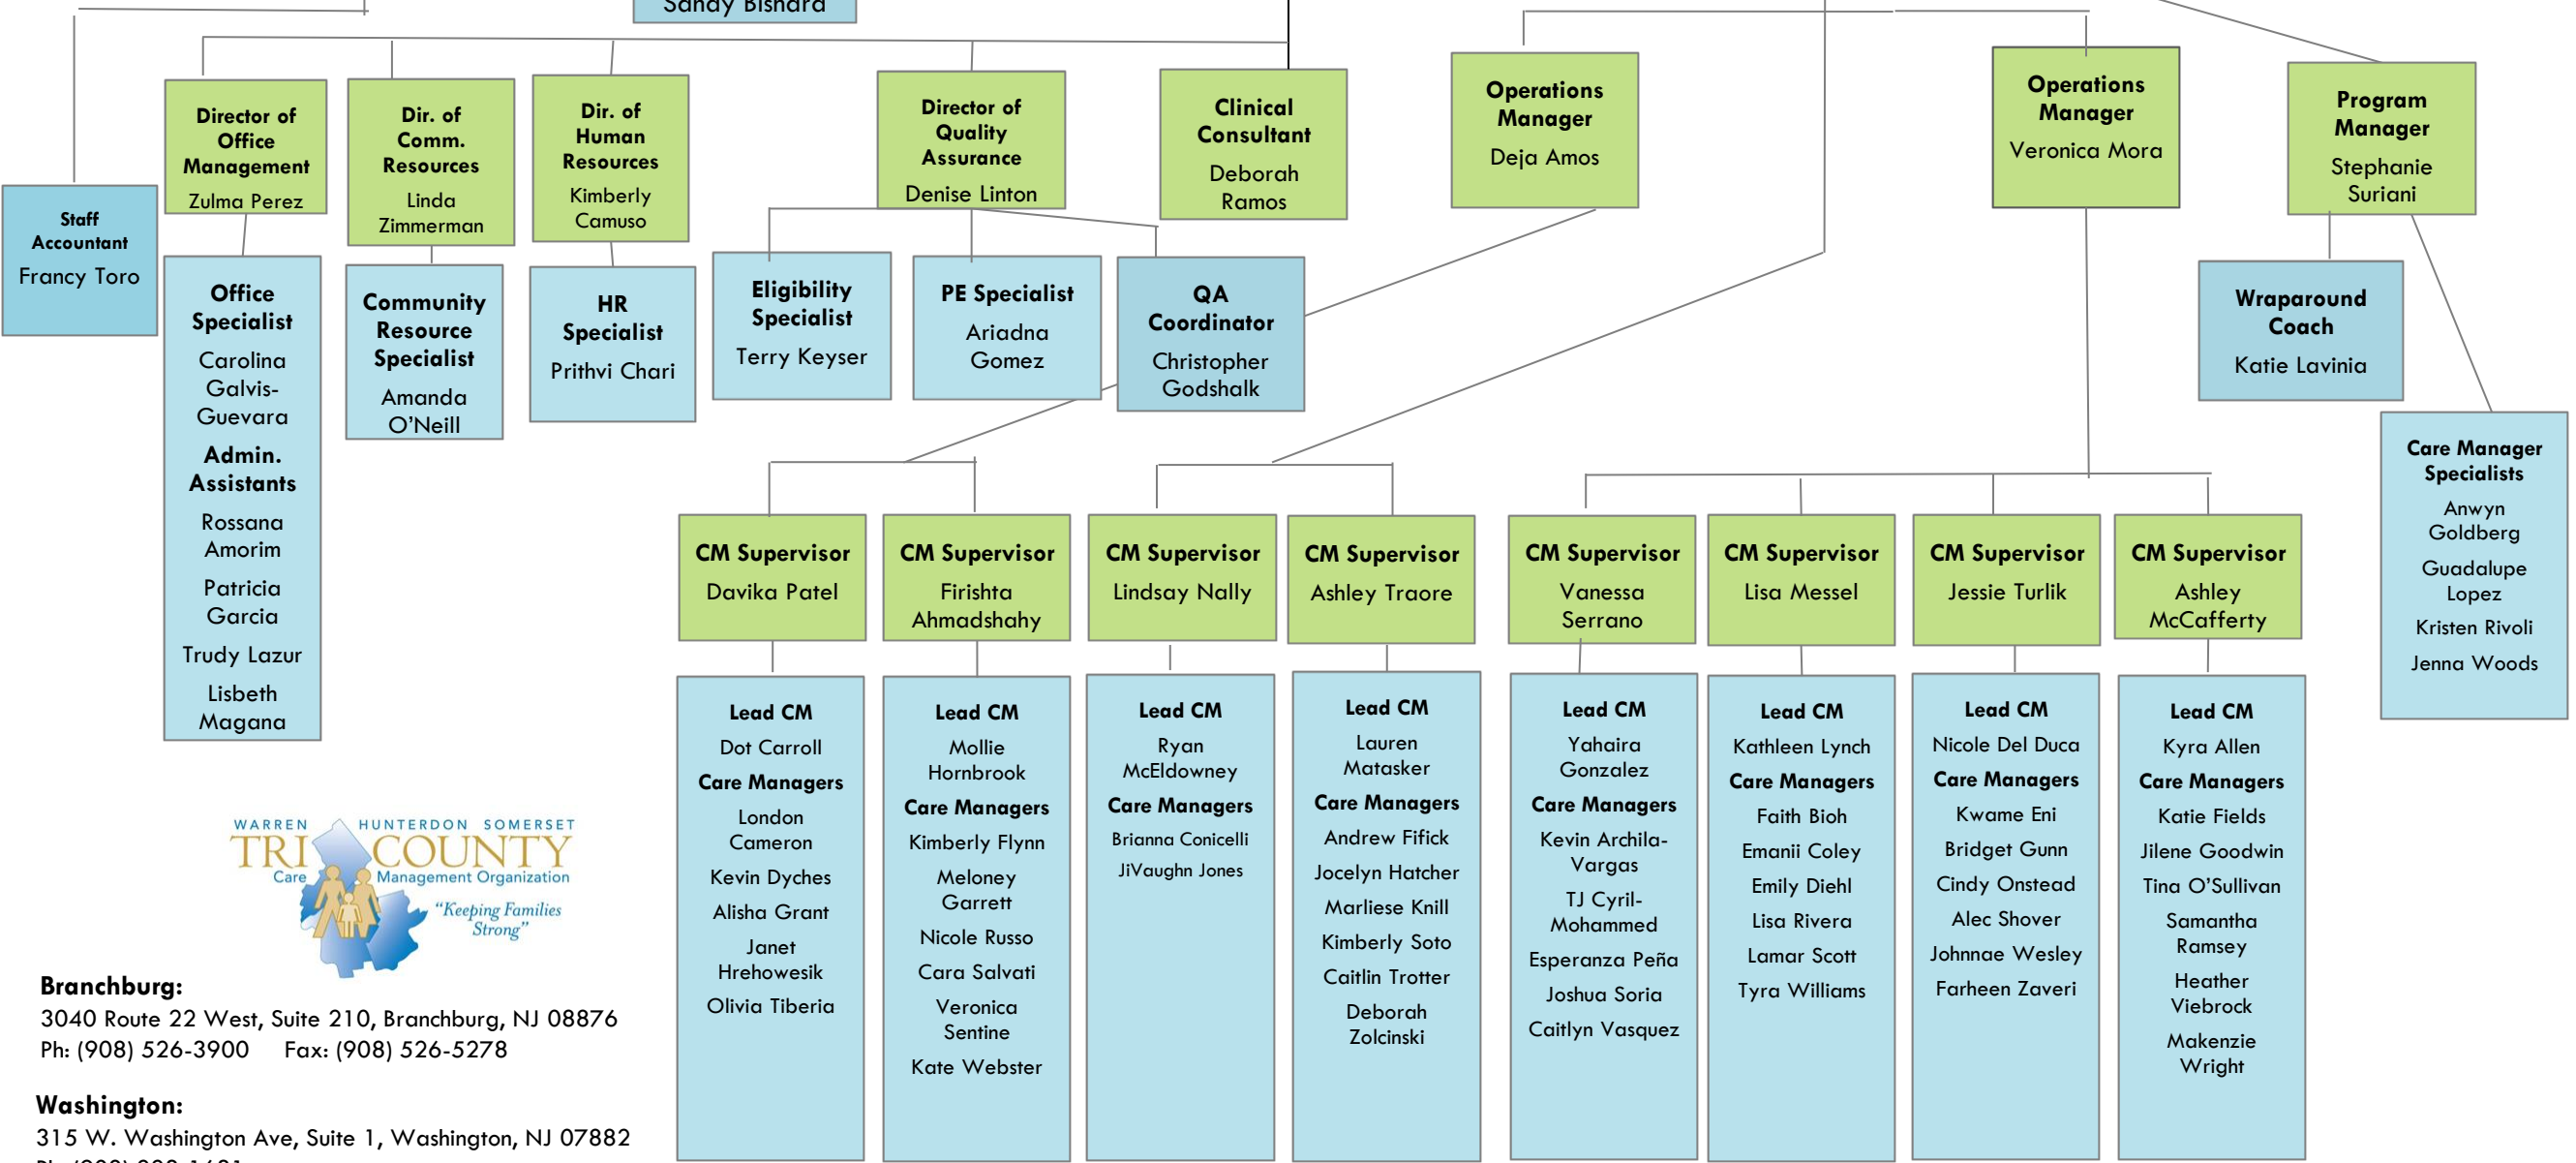 Sandy Bishara
Director of
Office
Management
Zulma Perez
Dir. of
Comm.
Resources
Linda
Zimmerman
Dir. of
Human
Resources
Kimberly
Camuso
Director of
Quality
Assurance
Denise Linton
Clinical
Consultant
Deborah
Ramos
Operations
Manager
Deja Amos
Operations
Manager
Veronica Mora
Program
Manager
Stephanie
Suriani
Staff
Accountant
Francy Toro
Office
Specialist
Carolina
Galvis-
Guevara
Admin.
Assistants
Rossana
Amorim
Patricia
Garcia
Trudy Lazur
Lisbeth
Magana
Community
Resource
Specialist
Amanda
O’Neill
HR
Specialist
Prithvi Chari
Eligibility
Specialist
Terry Keyser
PE Specialist
Ariadna
Gomez
QA
Coordinator
Christopher
Godshalk
Wraparound
Coach
Katie Lavinia
Care Manager
Specialists
Anwyn
Goldberg
Guadalupe
Lopez
Kristen Rivoli
Jenna Woods
CM Supervisor
Davika Patel
CM Supervisor
Firishta
Ahmadshahy
CM Supervisor
Lindsay Nally
CM Supervisor
Ashley Traore
CM Supervisor
Vanessa
Serrano
CM Supervisor
Lisa Messel
CM Supervisor
Jessie Turlik
CM Supervisor
Ashley
McCafferty
Lead CM
Dot Carroll
Care Managers
London
Cameron
Kevin Dyches
Alisha Grant
Janet
Hrehowesik
Olivia Tiberia
Lead CM
Mollie
Hornbrook
Care Managers
Kimberly Flynn
Meloney
Garrett
Nicole Russo
Cara Salvati
Veronica
Sentine
Kate Webster
Lead CM
Ryan
McEldowney
Care Managers
Brianna Conicelli
JiVaughn Jones
Lead CM
Lauren
Matasker
Care Managers
Andrew Fifick
Jocelyn Hatcher
Marliese Knill
Kimberly Soto
Caitlin Trotter
Deborah
Zolcinski
Lead CM
Yahaira
Gonzalez
Care Managers
Kevin Archila-
Vargas
TJ Cyril-
Mohammed
Esperanza Peña
Joshua Soria
Caitlyn Vasquez
Lead CM
Kathleen Lynch
Care Managers
Faith Bioh
Emanii Coley
Emily Diehl
Lisa Rivera
Lamar Scott
Tyra Williams
Lead CM
Nicole Del Duca
Care Managers
Kwame Eni
Bridget Gunn
Cindy Onstead
Alec Shover
Johnnae Wesley
Farheen Zaveri
Lead CM
Kyra Allen
Care Managers
Katie Fields
Jilene Goodwin
Tina O’Sullivan
Samantha
Ramsey
Heather
Viebrock
Makenzie
Wright
WARREN HUNTERDON SOMERSET
TRI COUNTY
Care Management Organization
“Keeping Families
Strong”
Branchburg:
3040 Route 22 West, Suite 210, Branchburg, NJ 08876
Ph: (908) 526-3900 Fax: (908) 526-5278
Washington:
315 W. Washington Ave, Suite 1, Washington, NJ 07882